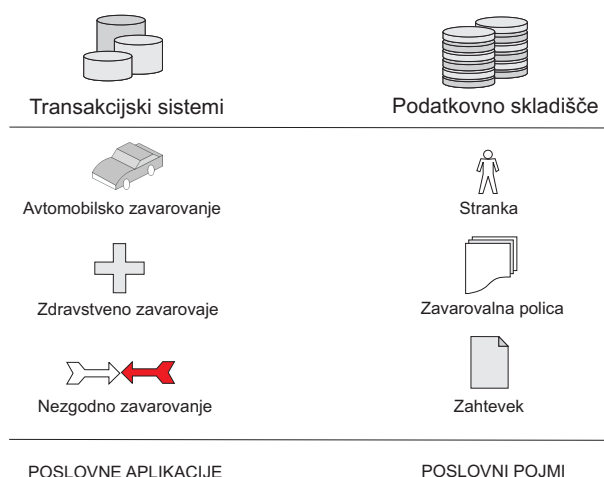 Transakcijski sistemi
Podatkovno skladišče
Avtomobilsko zavarovanje
Stranka
Zdravstveno zavarovaje
Zavarovalna polica
Nezgodno zavarovanje
Zahtevek
POSLOVNE APLIKACIJE
POSLOVNI POJMI